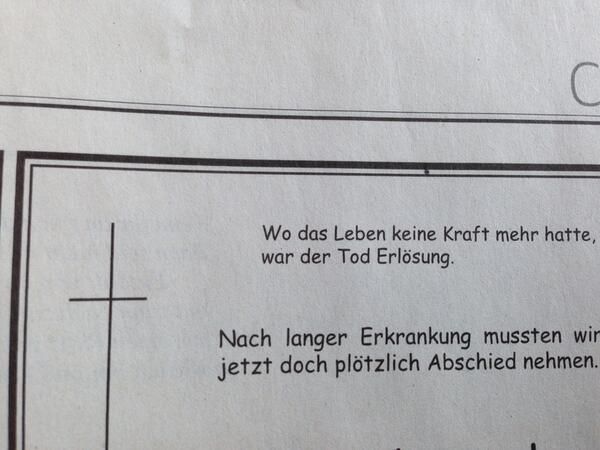 C
Wo das Leben keine Kraft mehr hatte,
war der Tod Erlösung.
Nach langer Erkrankung mussten wir
jetzt doch plötzlich Abschied nehmen.